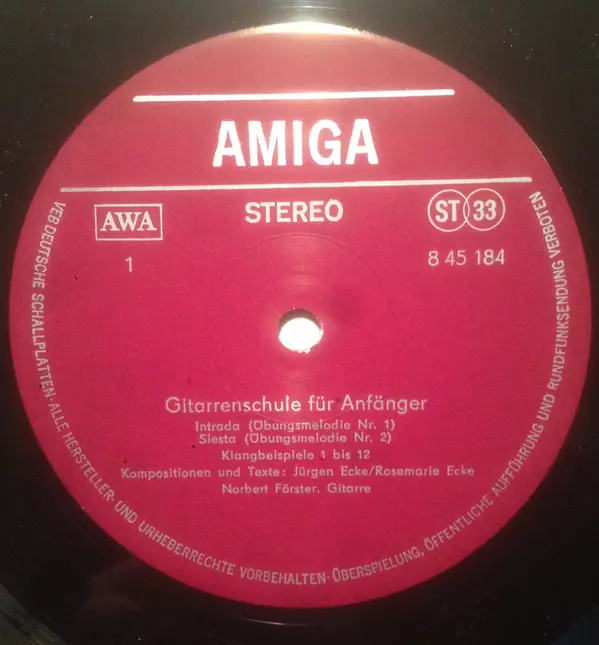 AMIGA
AWA
STEREO
ST 33
1
8 45 184
Gitarrenschule für Anfänger
Intrada (Übungsmelodie Nr. 1)
Siesta (Übungsmelodie Nr. 2)
Klangbeispiele 1 bis 12
Kompositionen und Texte: Jürgen Ecke/Rosemarie Ecke
Norbert Förster, Gitarre
VEB DEUTSCHE SCHALLPLATTEN · ALLE HERSTELLER- UND URHEBERRECHTE VORBEHALTEN · ÜBERSPIELUNG, ÖFFENTLICHE AUFFÜHRUNG UND RUNDFUNKSENDUNG VERBOTEN